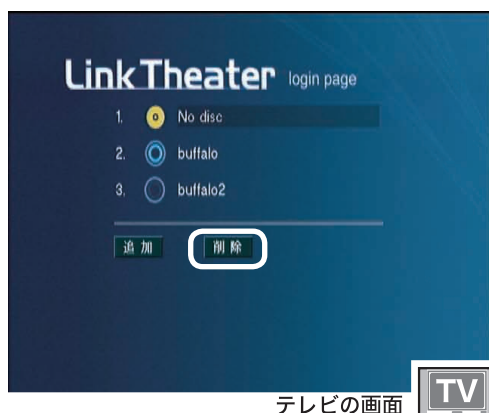 LinkTheater login page
1. No disc
2. buffalo
3. buffalo2
追加 削除
テレビの画面 TV